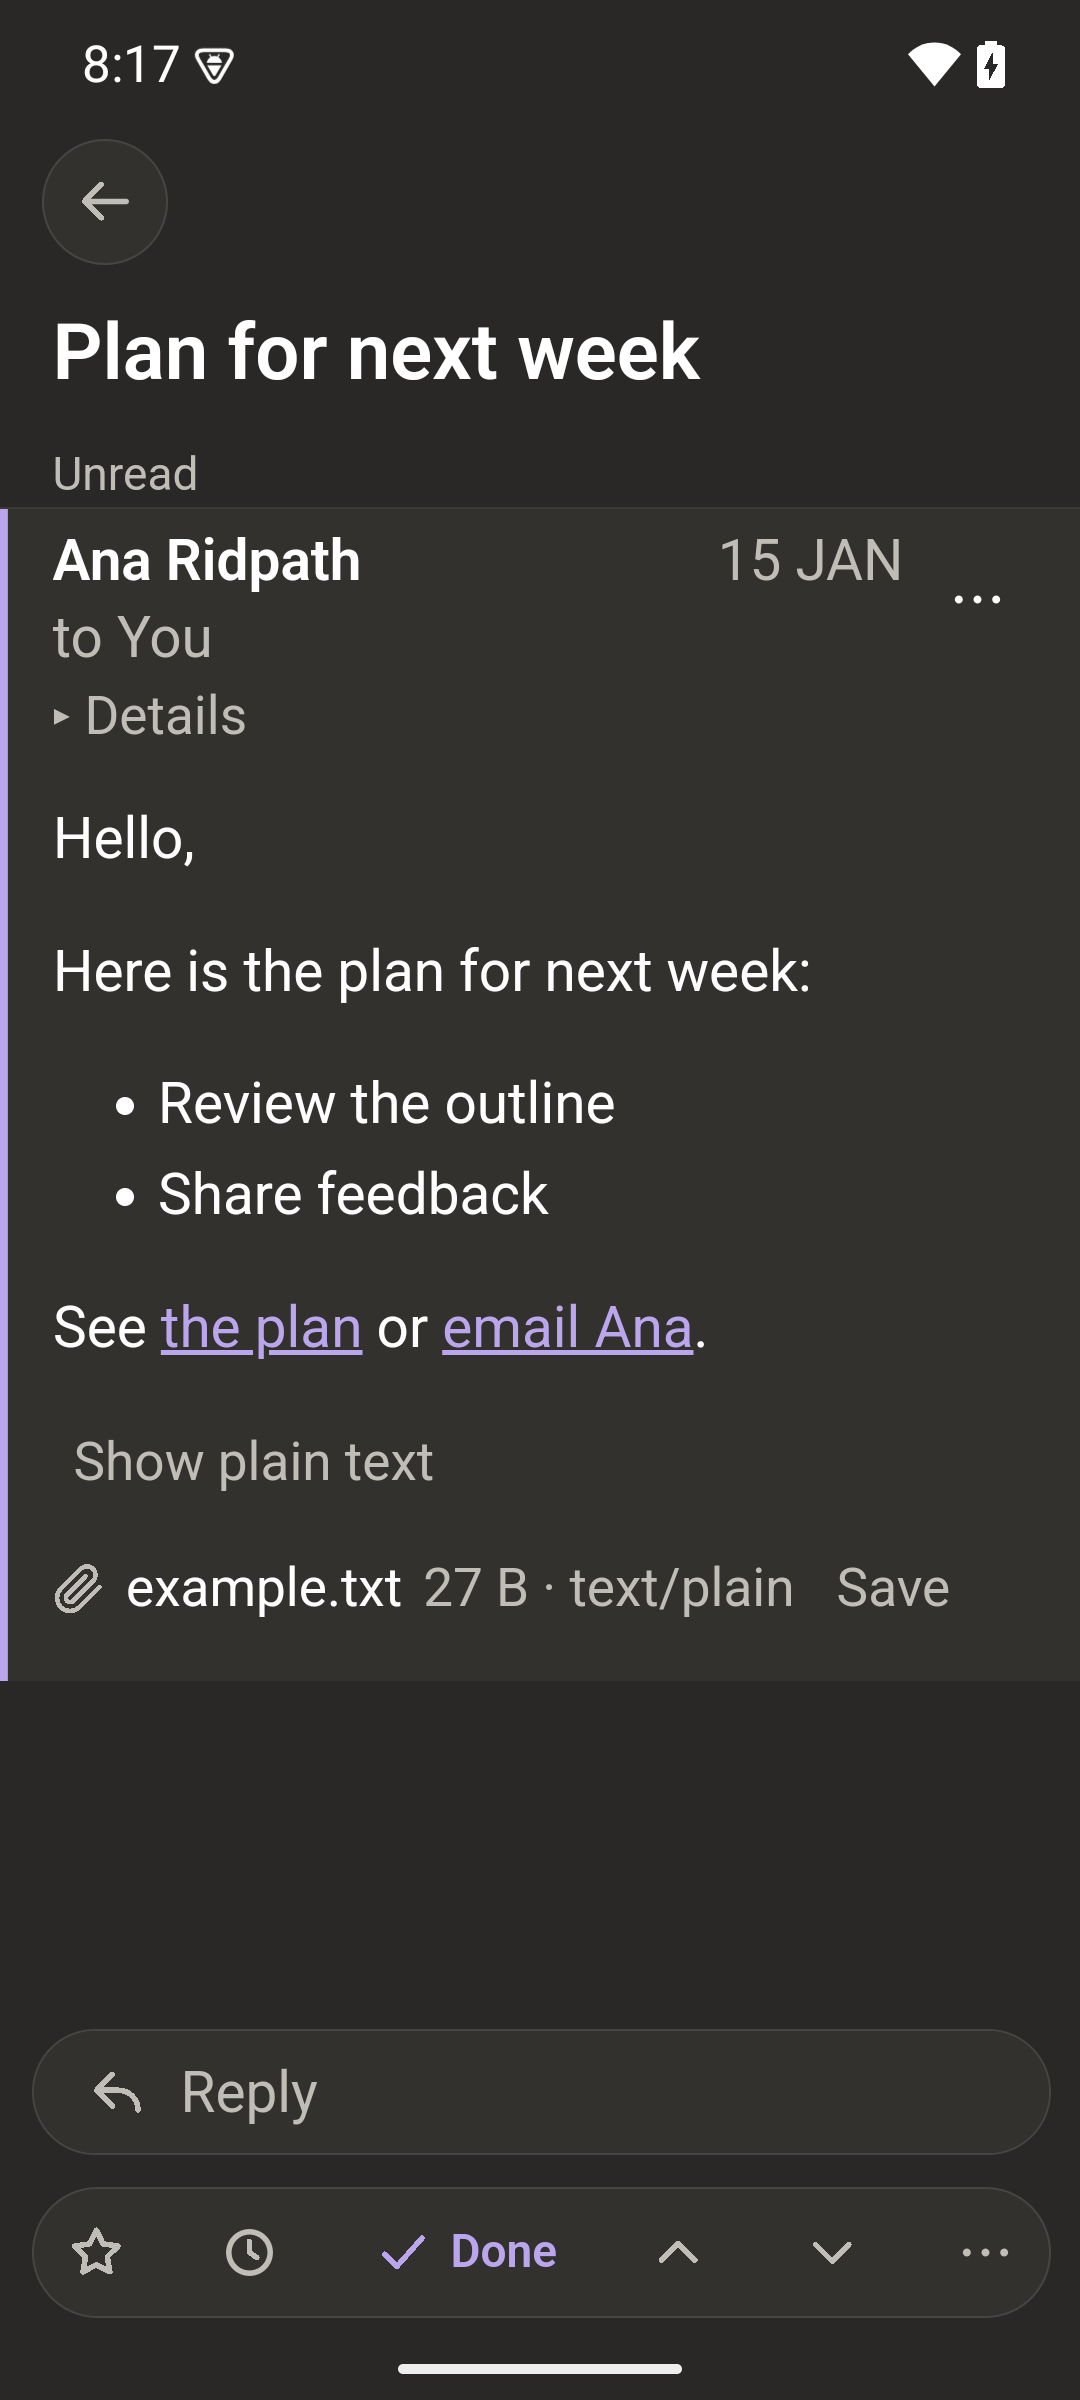 8:17
Plan for next week
Unread
Ana Ridpath 15 JAN
to You
Details
Hello,
Here is the plan for next week:
• Review the outline
• Share feedback
See the plan or email Ana.
Show plain text
example.txt 27 B · text/plain Save
Reply
Done